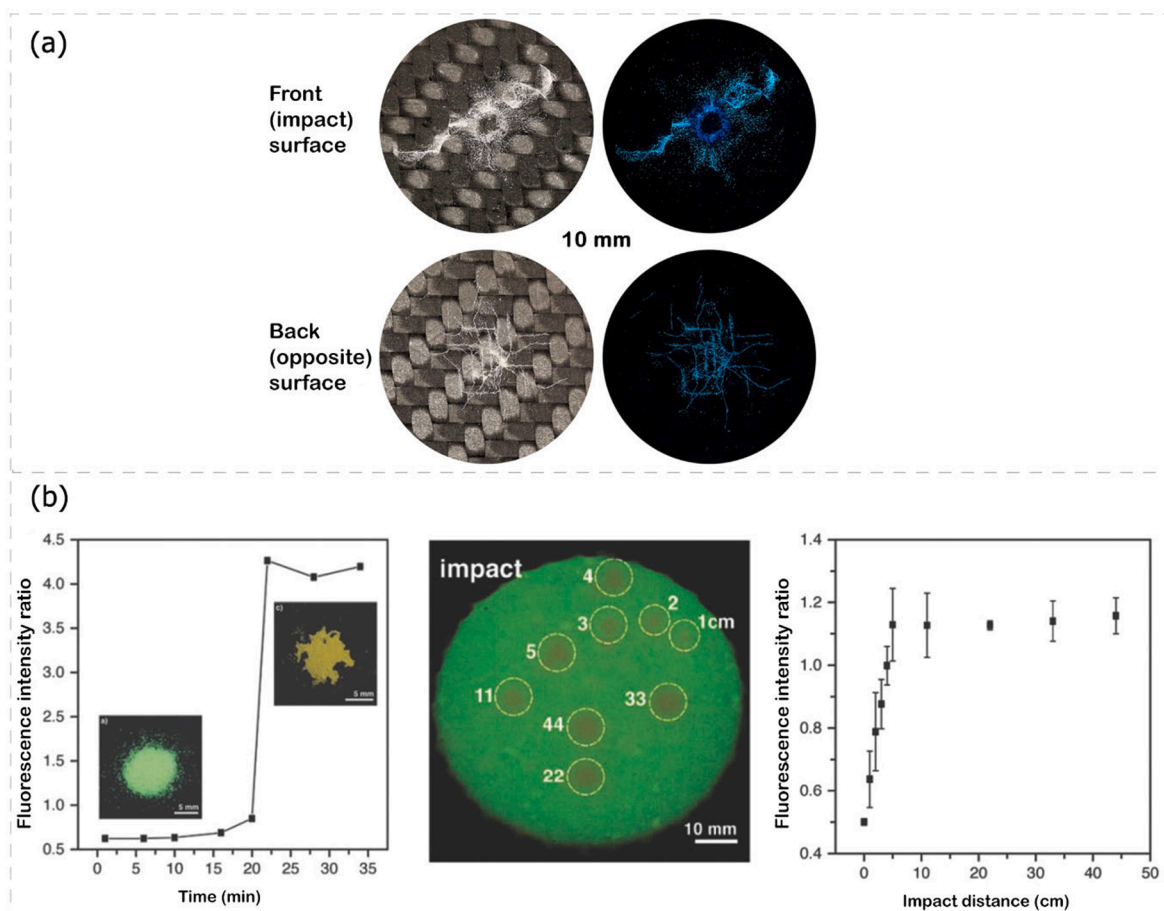 (a)
Front
(impact)
surface
10 mm
Back
(opposite)
surface
(b)
Fluorescence intensity ratio
4.5
4.0
3.5
3.0
2.5
2.0
1.5
1.0
0.5
a)
5 mm
c)
5 mm
0 5 10 15 20 25 30 35
Time (min)
impact
4
2
3
1cm
5
11
33
44
22
10 mm
Fluorescence intensity ratio
1.4
1.2
1.0
0.8
0.6
0.4
0 10 20 30 40 50
Impact distance (cm)